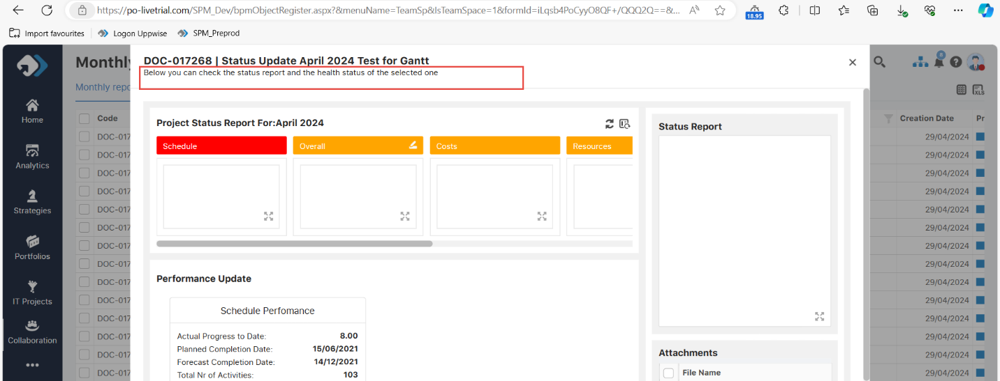 https://po-livetrial.com/SPM_Dev/bpmObjectRegister.aspx?&menuName=TeamSp&IsTeamSpace=1&formId=iLqsb4PoCyyO8QF+/QQQ2Q==&...
18.95
Import favourites
Logon Uppwise
SPM_Preprod
Monthly
DOC-017268 | Status Update April 2024 Test for Gantt
Below you can check the status report and the health status of the selected one
8
Monthly repo
XLS
Home
Analytics
Strategies
Portfolios
IT Projects
Collaboration
Code
DOC-017
DOC-017
DOC-017
DOC-017
DOC-017
DOC-017
DOC-017
DOC-017
DOC-017
DOC-017
DOC-017
DOC-017
DOC-017
DOC-017
Project Status Report For:April 2024
Schedule
Overall
Costs
Resources
Performance Update
Schedule Perfomance
Actual Progress to Date: 8.00
Planned Completion Date: 15/06/2021
Forecast Completion Date: 14/12/2021
Total Nr of Activities: 103
Status Report
Attachments
File Name
Creation Date
Pr
29/04/2024
29/04/2024
29/04/2024
29/04/2024
29/04/2024
29/04/2024
29/04/2024
29/04/2024
29/04/2024
29/04/2024
29/04/2024
29/04/2024
29/04/2024
29/04/2024